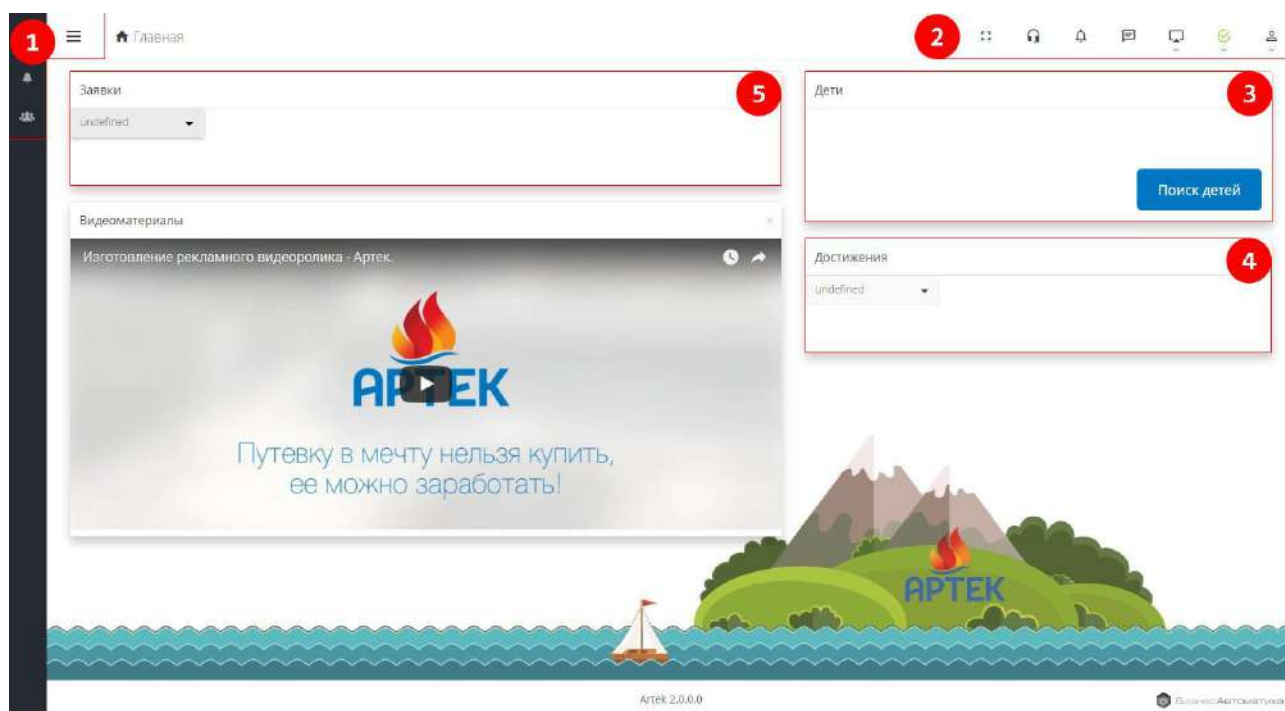 1
Главная
2
Заявки
5
undefined
Дети
3
Поиск детей
Видеоматериалы
Изготовление рекламного видеоролика - Артек.
АРТЕК
Путевку в мечту нельзя купить,
ее можно заработать!
Достижения
4
undefined
АРТЕК
Artek 2.0.0.0
БизнесАвтоматика